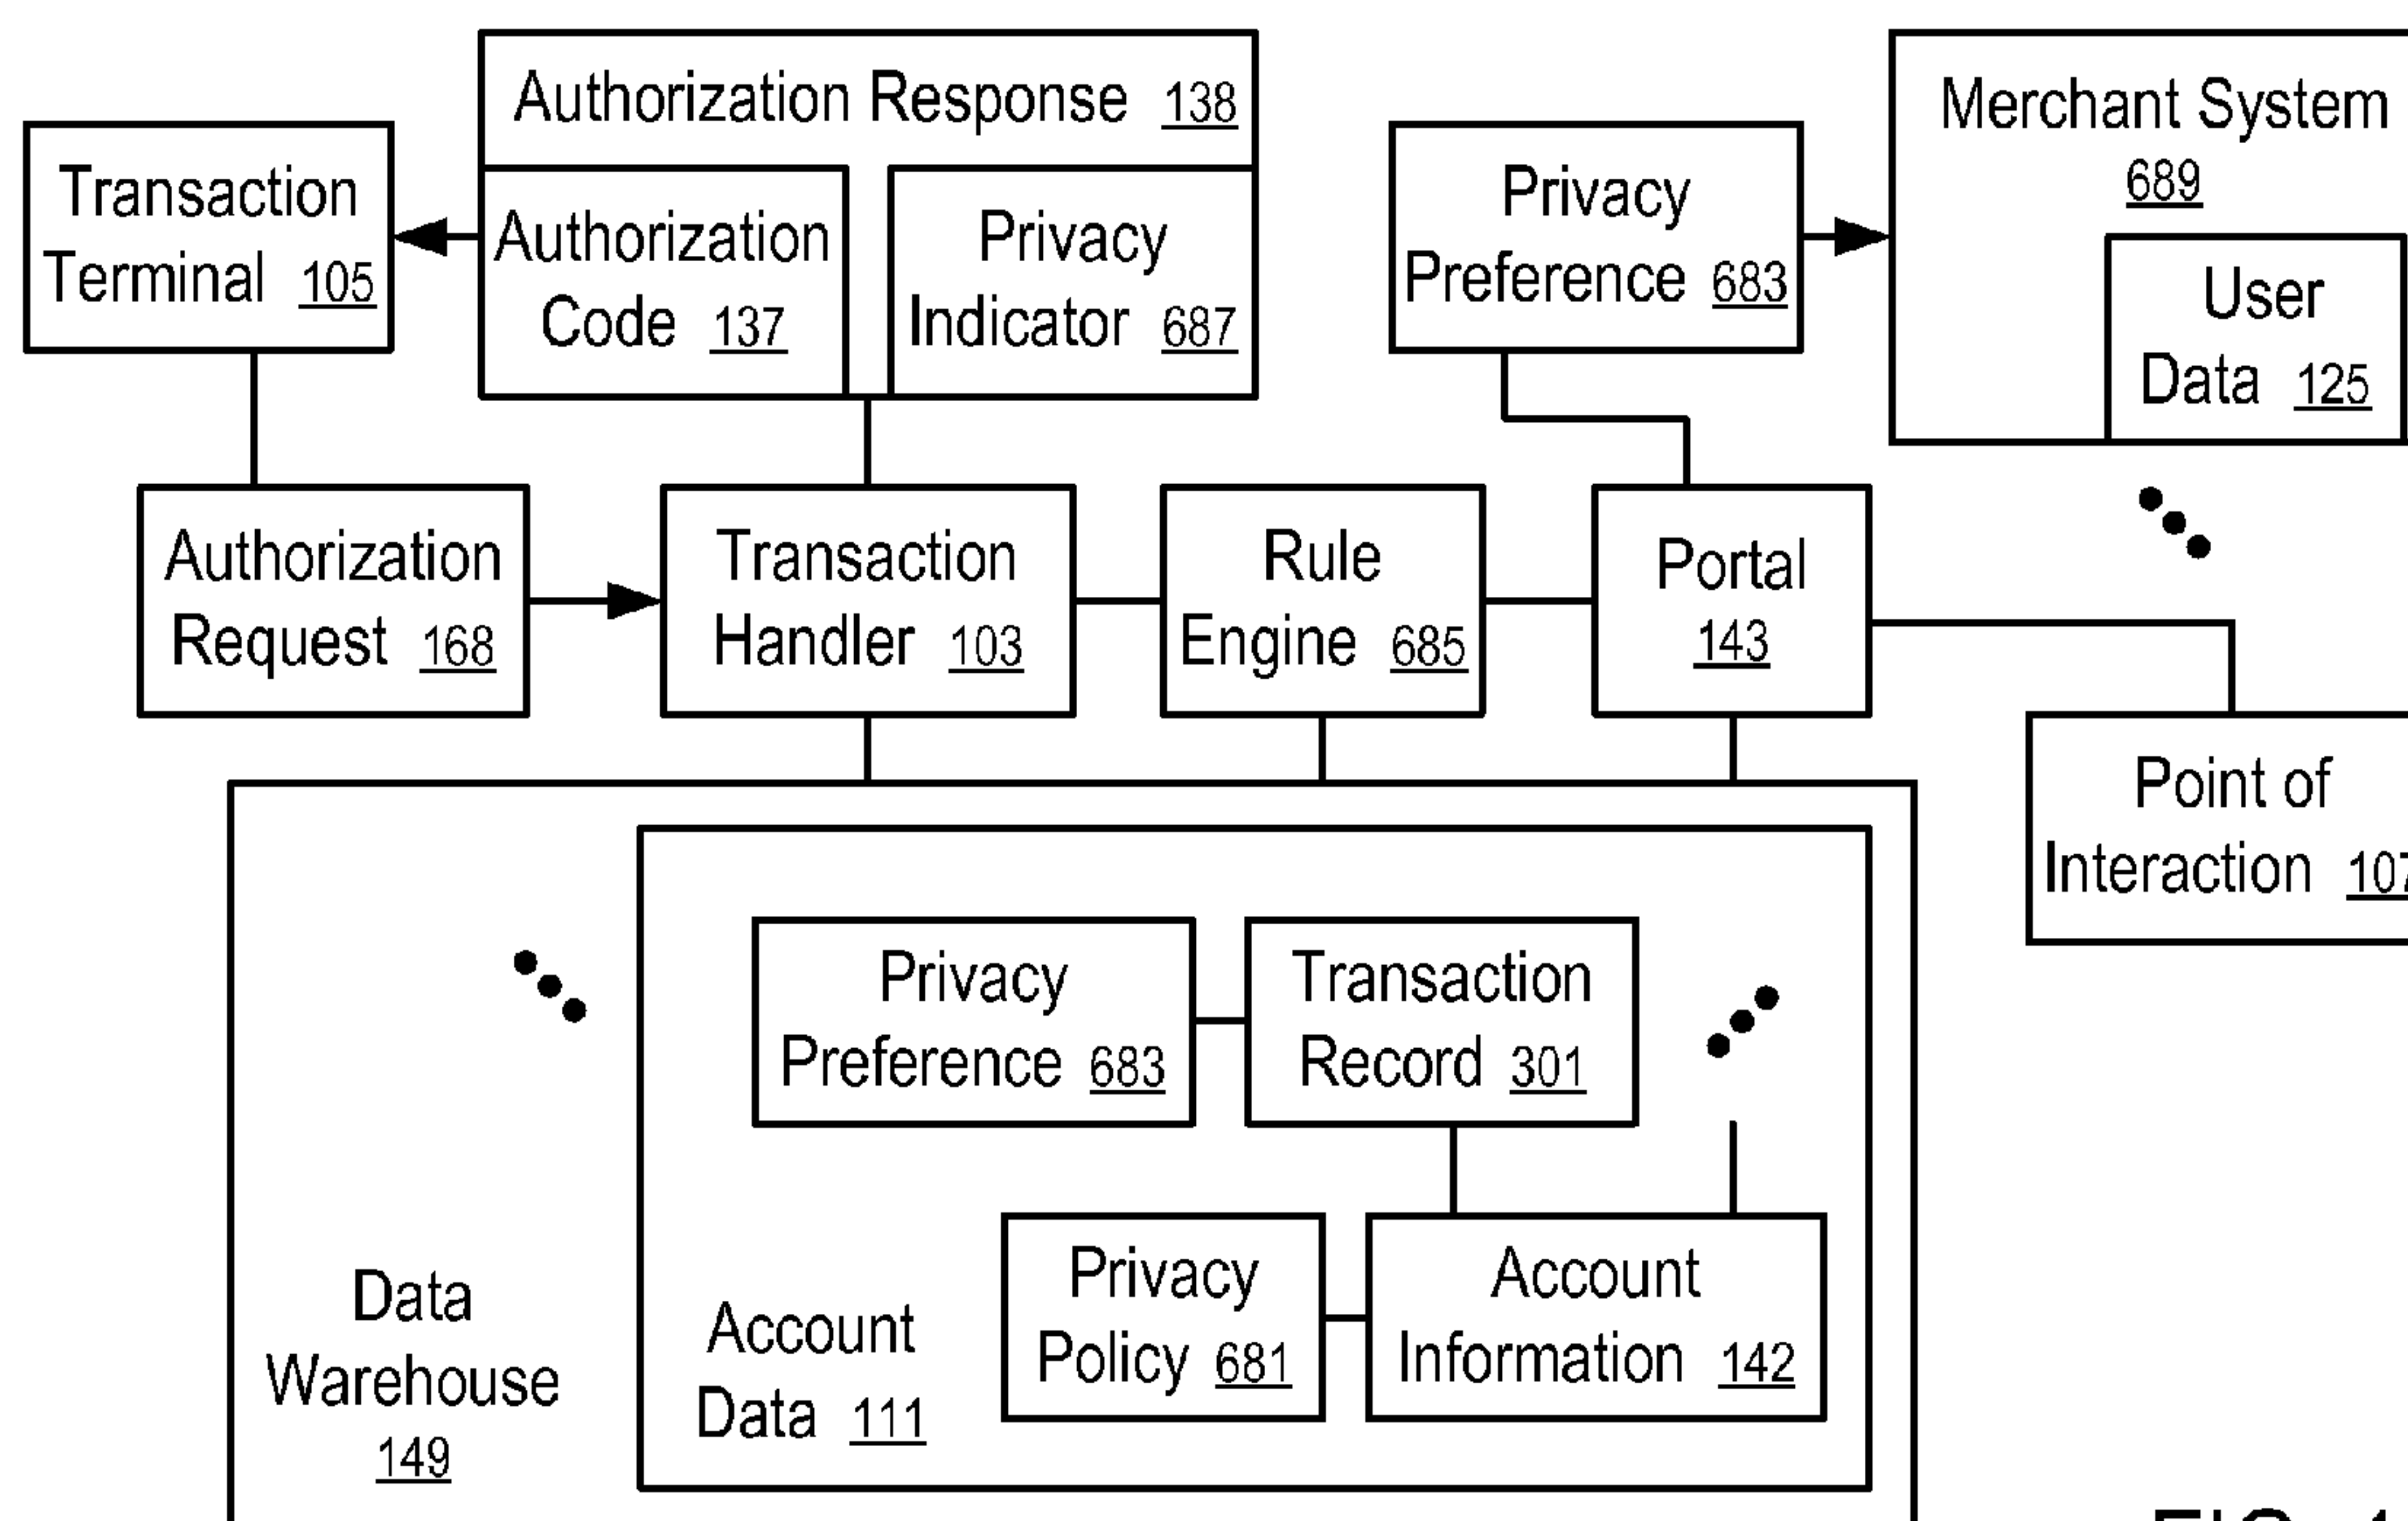 Authorization Response 138
Transaction
Terminal 105
Authorization
Code 137
Privacy
Indicator 687
Privacy
Preference 683
Merchant System
689
User
Data 125
Authorization
Request 168
Transaction
Handler 103
Rule
Engine 685
Portal
143
Point of
Interaction 107
Privacy
Preference 683
Transaction
Record 301
Privacy
Policy 681
Account
Information 142
Account
Data 111
Data
Warehouse
149